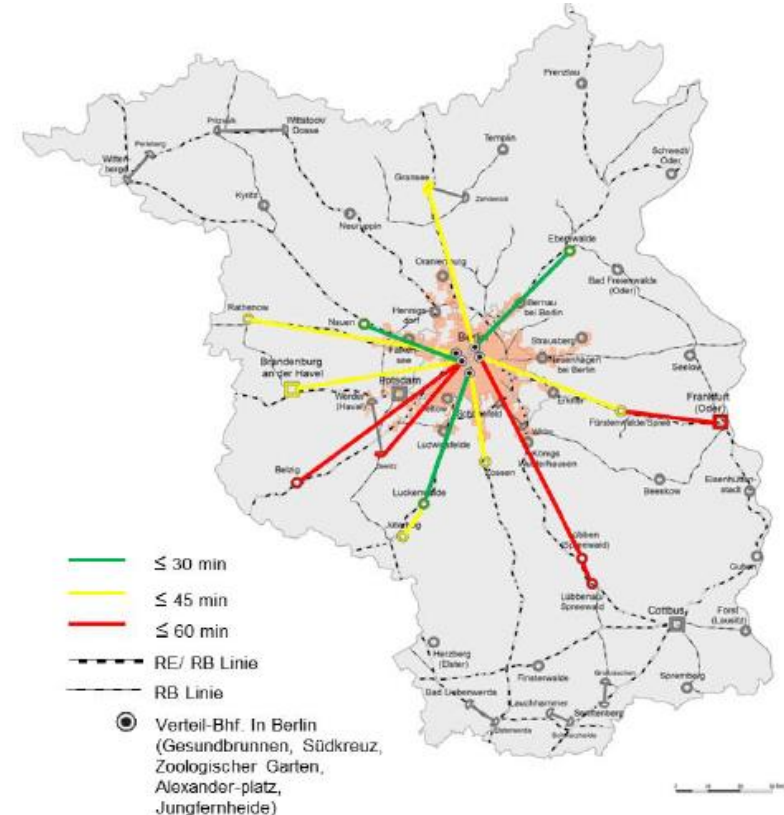 Prenzlau
Pritzwalk
Wittstock/
Dosse
Perleberg
Witten-
berge
Templin
Schwedt/
Oder
Gransee
Zehdenick
Kyritz
Neuruppin
Eberswalde
Oranienburg
Bad Freienwalde
(Oder)
Rathenow
Nauen
Hennigs-
dorf
Bernau
bei Berlin
Strausberg
Seelow
Brandenburg
an der Havel
Potsdam
Werder
(Havel)
Erkner
Fürstenwalde/Spree
Frankfurt
(Oder)
Ludwigsfelde
Königs
Wusterhausen
Belzig
Zossen
Beeskow
Eisenhütten-
stadt
Luckenwalde
Jüterbog
Lübben
(Spreewald)
Guben
Lübbenau/
Spreewald
Cottbus
Forst
(Lausitz)
Herzberg
(Elster)
Finsterwalde
Spremberg
Bad Liebenwerda
Lauchhammer
Senftenberg
Elsterwerda
≤ 30 min
≤ 45 min
≤ 60 min
RE/ RB Linie
RB Linie
Verteil-Bhf. In Berlin
(Gesundbrunnen, Südkreuz,
Zoologischer Garten,
Alexander-platz,
Jungfernheide)